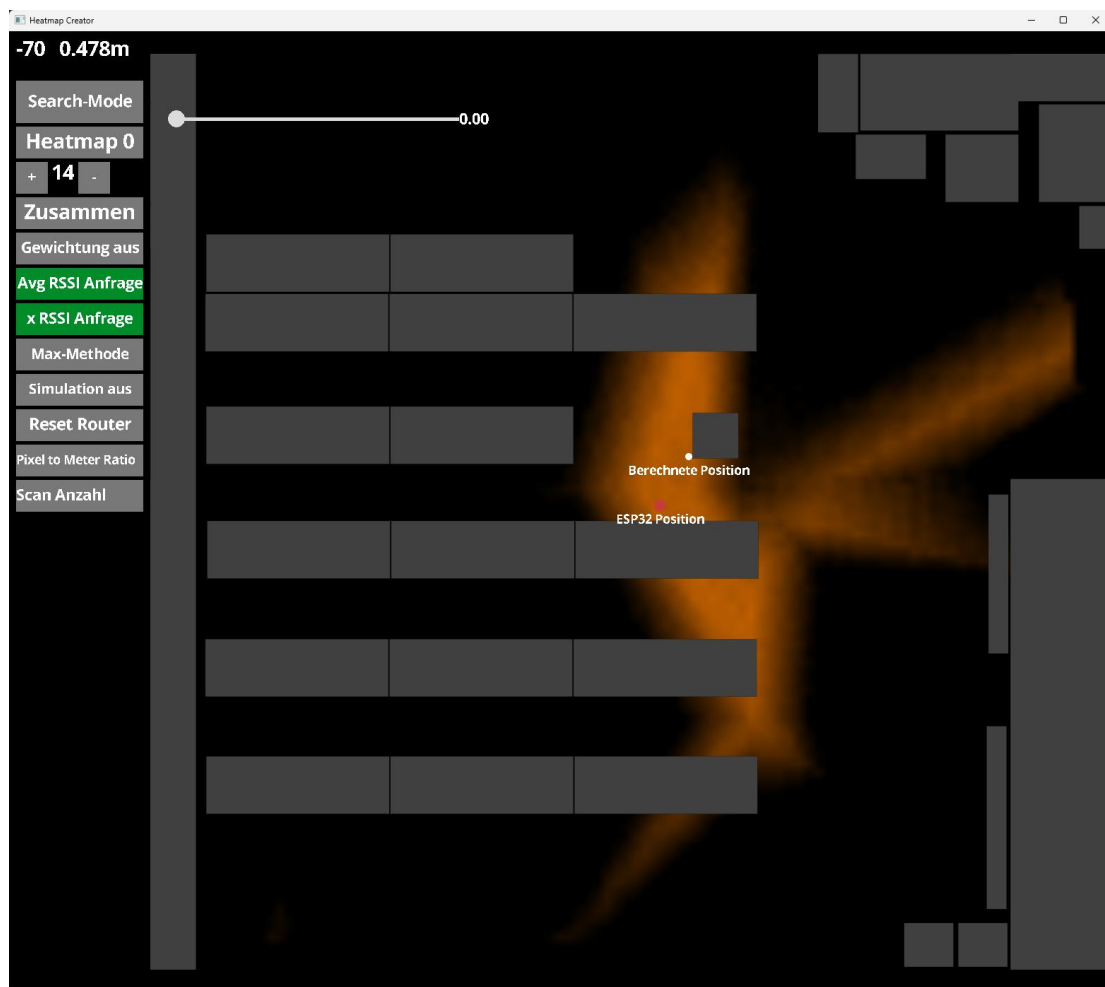 Heatmap Creator
-70 0.478m
Search-Mode
0.00
Heatmap 0
+ 14 -
Zusammen
Gewichtung aus
Avg RSSI Anfrage
x RSSI Anfrage
Max-Methode
Simulation aus
Reset Router
Pixel to Meter Ratio
Scan Anzahl
Berechnete Position
ESP32 Position